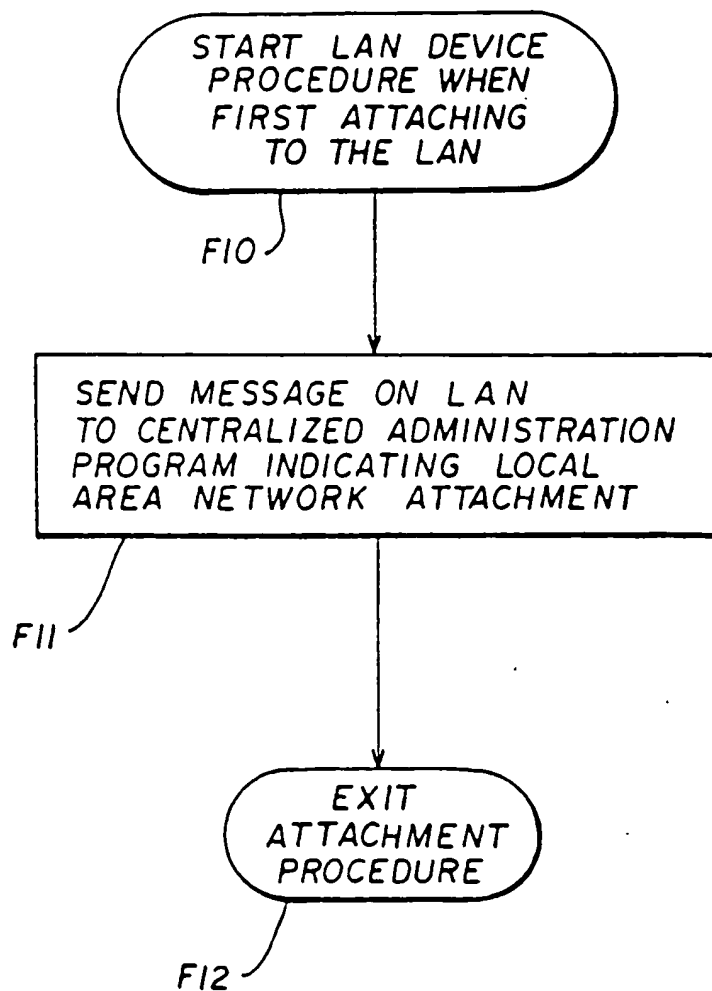 START LAN DEVICE
PROCEDURE WHEN
FIRST ATTACHING
TO THE LAN
F10
SEND MESSAGE ON LAN
TO CENTRALIZED ADMINISTRATION
PROGRAM INDICATING LOCAL
AREA NETWORK ATTACHMENT
F11
EXIT
ATTACHMENT
PROCEDURE
F12